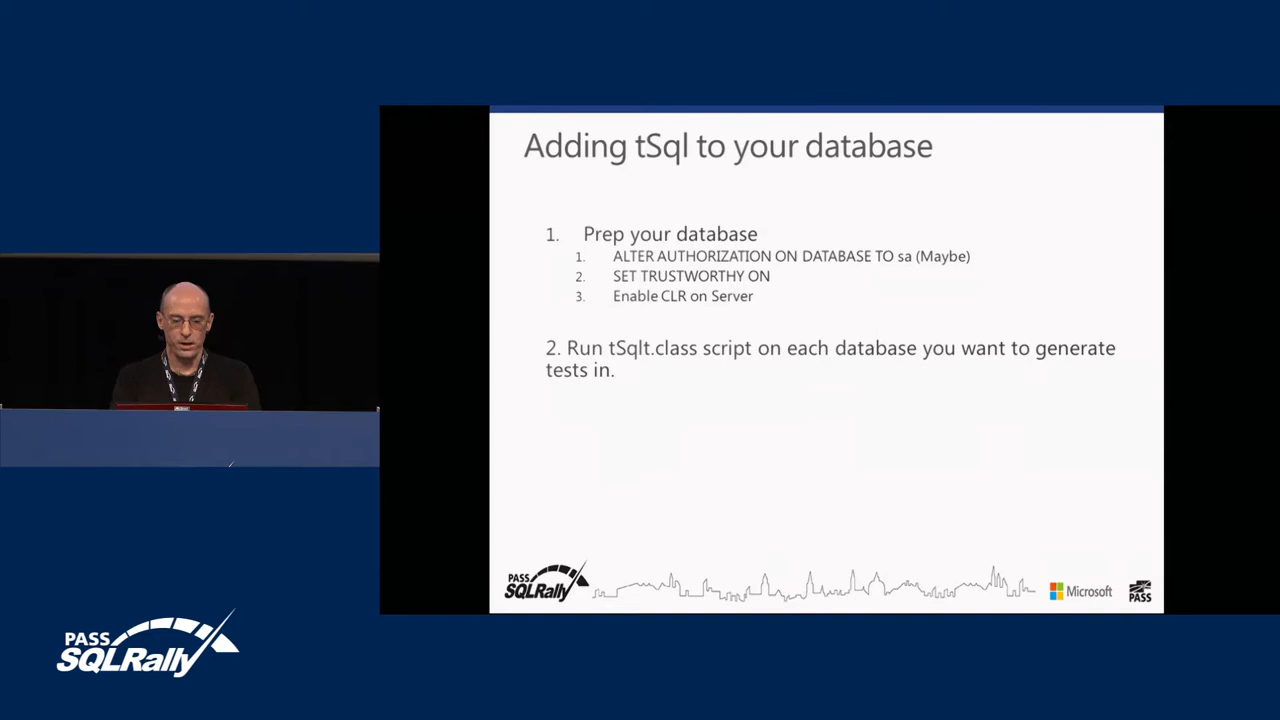 Adding tSql to your database
1. Prep your database
1. ALTER AUTHORIZATION ON DATABASE TO sa (Maybe)
2. SET TRUSTWORTHY ON
3. Enable CLR on Server
2. Run tSqlt.class script on each database you want to generate
tests in.
PASS
SQLRally
Microsoft
PASS
PASS
SQLRally